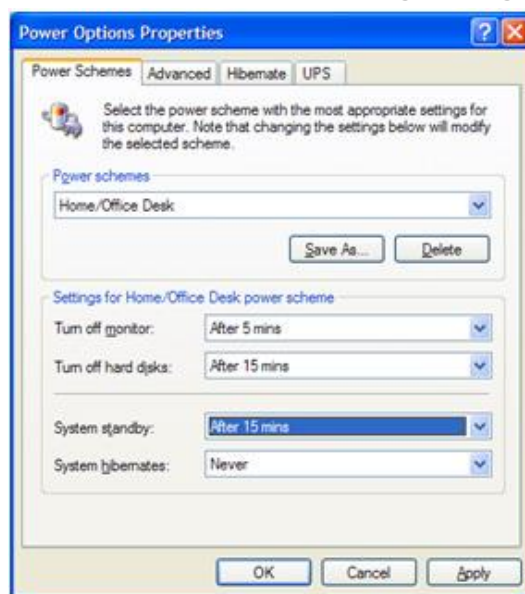 Power Options Properties
Power Schemes Advanced Hibernate UPS
Select the power scheme with the most appropriate settings for
this computer. Note that changing the settings below will modify
the selected scheme.
Power schemes
Home/Office Desk
Save As... Delete
Settings for Home/Office Desk power scheme
Turn off monitor: After 5 mins
Turn off hard disks: After 15 mins
System standby: After 15 mins
System hibernates: Never
OK Cancel Apply